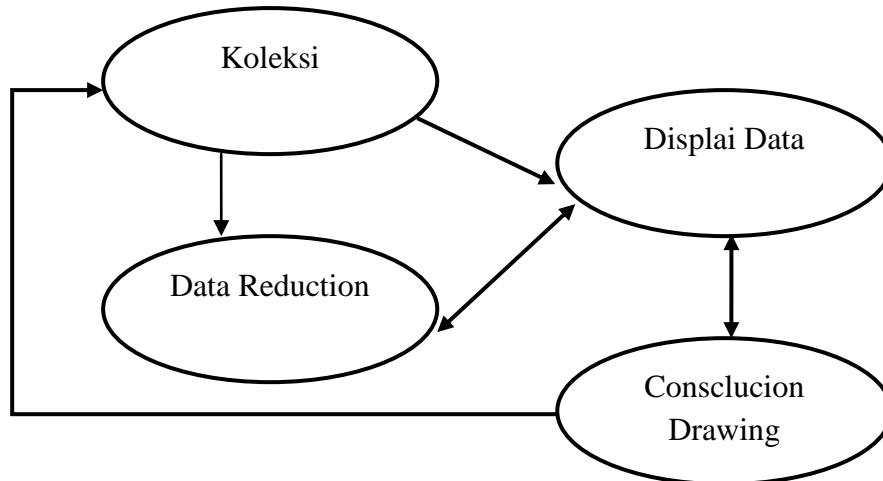 Koleksi
Displai Data
Data Reduction
Consclucion
Drawing